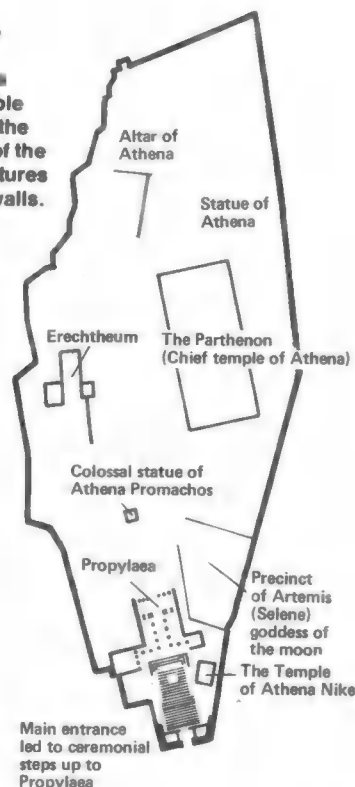 ple
the
of the
tures
walls.
Altar of
Athena
Statue of
Athena
Erechtheum
The Parthenon
(Chief temple of Athena)
Colossal statue of
Athena Promachos
Propylaea
Precinct
of Artemis
(Selene)
goddess of
the moon
The Temple
of Athena Nike
Main entrance
led to ceremonial
steps up to
Propylaea